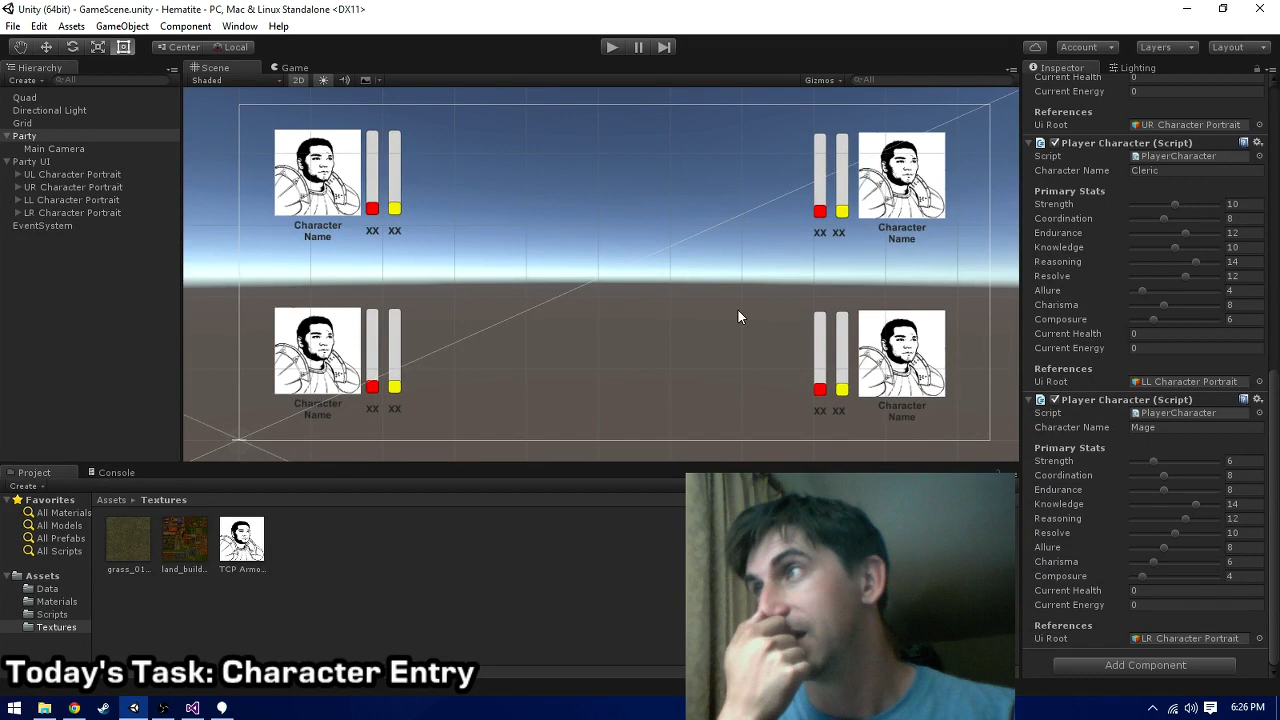 Unity (64bit) - GameScene.unity - Hematite - PC, Mac & Linux Standalone <DX11>
File Edit Assets GameObject Component Window Help
Center Local
Account Layers Layout
Hierarchy
Create All
Quad
Directional Light
Grid
Party
Main Camera
Party UI
UL Character Portrait
UR Character Portrait
LL Character Portrait
LR Character Portrait
EventSystem
Scene Game
Shaded 2D Gizmos All
Character
Name
XX XX
XX XX
Character
Name
Character
Name
XX XX
XX XX
Character
Name
Inspector Lighting
Current Health 0
Current Energy 0
References
Ui Root UR Character Portrait
Player Character (Script)
Script PlayerCharacter
Character Name Cleric
Primary Stats
Strength 10
Coordination 8
Endurance 12
Knowledge 10
Reasoning 14
Resolve 12
Allure 4
Charisma 8
Composure 6
Current Health 0
Current Energy 0
References
Ui Root LL Character Portrait
Player Character (Script)
Script PlayerCharacter
Character Name Mage
Primary Stats
Strength 6
Coordination 8
Endurance 8
Knowledge 14
Reasoning 12
Resolve 10
Allure 8
Charisma 6
Composure 4
Current Health 0
Current Energy 0
References
Ui Root LR Character Portrait
Add Component
Project Console
Create
Favorites
All Materials
All Models
All Prefabs
All Scripts
Assets
Data
Materials
Scripts
Textures
Assets Textures
grass_01... land_build... TCP Armo...
Today's Task: Character Entry
6:26 PM